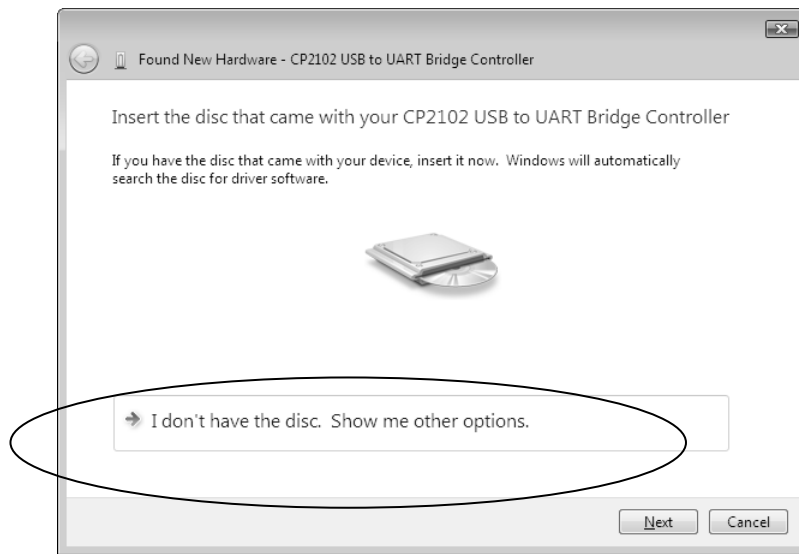 Found New Hardware - CP2102 USB to UART Bridge Controller
Insert the disc that came with your CP2102 USB to UART Bridge Controller
If you have the disc that came with your device, insert it now.  Windows will automatically
search the disc for driver software.
I don't have the disc.  Show me other options.
Next
Cancel